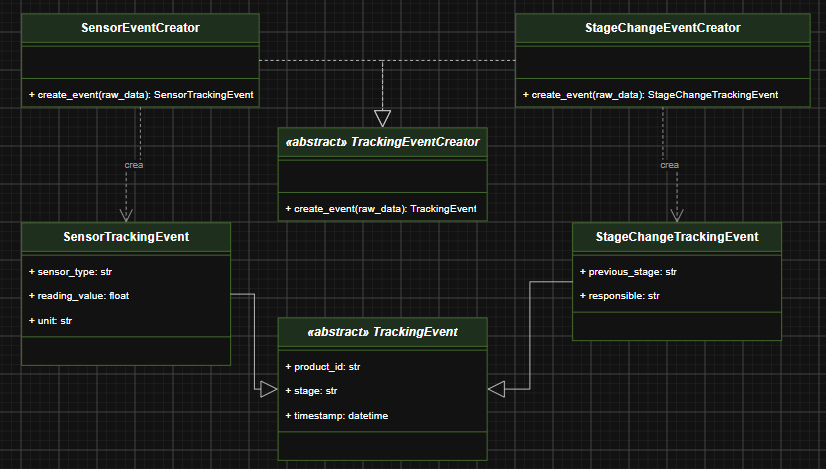 SensorEventCreator
+ create_event(raw_data): SensorTrackingEvent
StageChangeEventCreator
+ create_event(raw_data): StageChangeTrackingEvent
«abstract» TrackingEventCreator
+ create_event(raw_data): TrackingEvent
crea
crea
SensorTrackingEvent
+ sensor_type: str
+ reading_value: float
+ unit: str
StageChangeTrackingEvent
+ previous_stage: str
+ responsible: str
«abstract» TrackingEvent
+ product_id: str
+ stage: str
+ timestamp: datetime